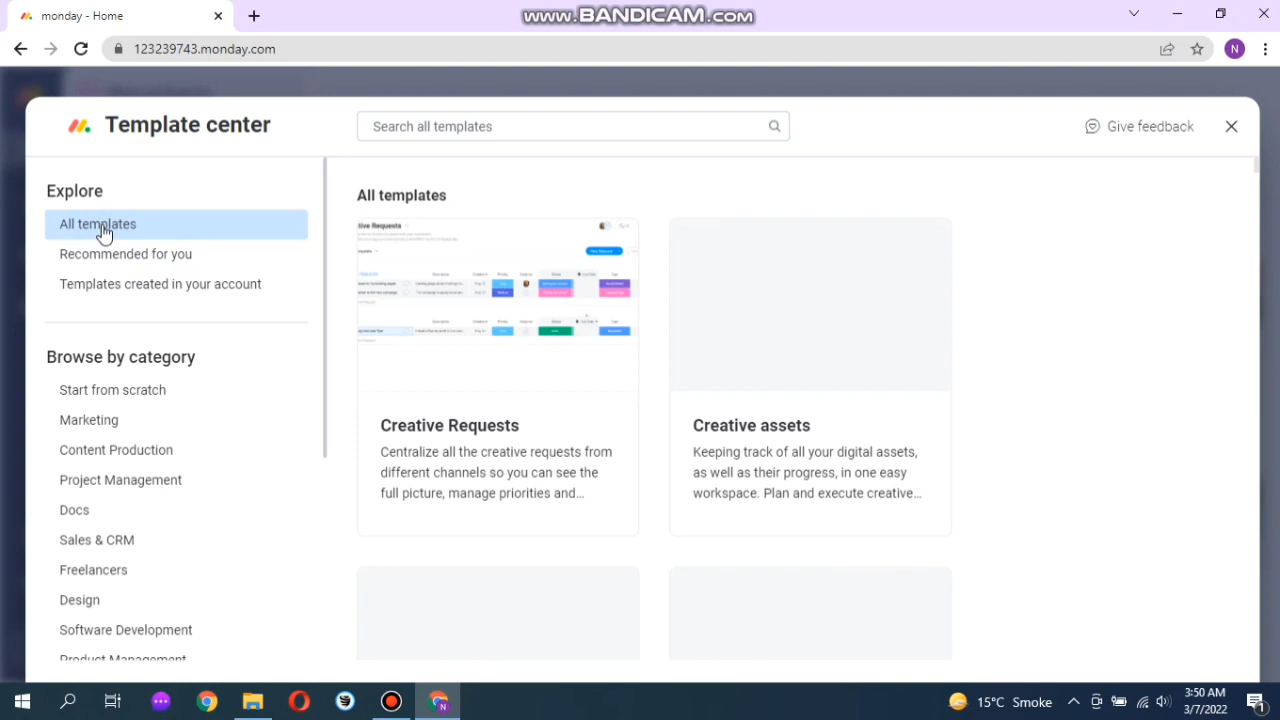 monday - Home
www.BANDICAM.com
123239743.monday.com
N
Template center
Search all templates
Give feedback
Explore
All templates
Recommended for you
Templates created in your account
Browse by category
Start from scratch
Marketing
Content Production
Project Management
Docs
Sales & CRM
Freelancers
Design
Software Development
Product Management
All templates
tive Requests
Creative Requests
Centralize all the creative requests from
different channels so you can see the
full picture, manage priorities and...
Creative assets
Keeping track of all your digital assets,
as well as their progress, in one easy
workspace. Plan and execute creative...
15°C Smoke
3:50 AM
3/7/2022
1